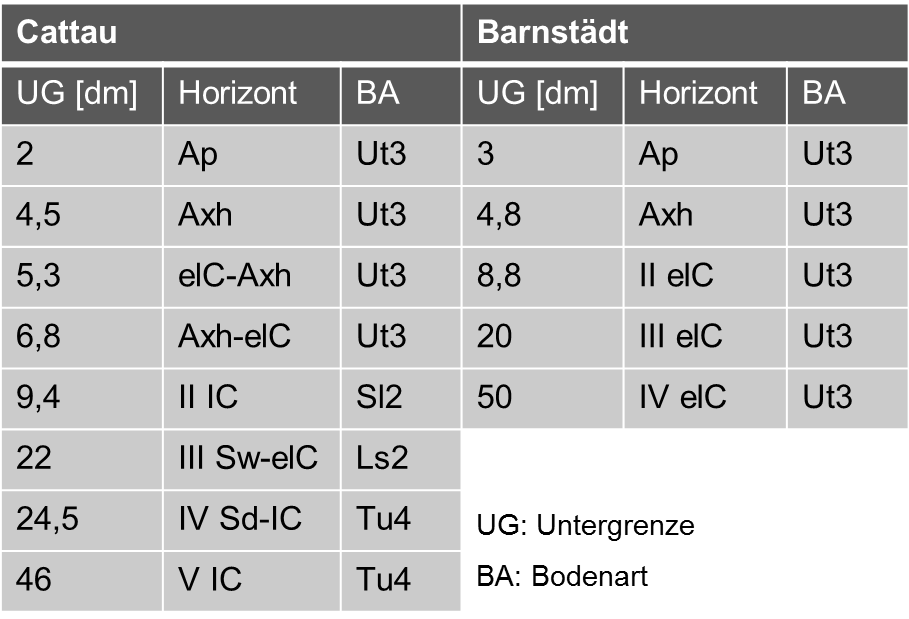 Cattau Barnstädt
UG [dm] Horizont BA UG [dm] Horizont BA
2 Ap Ut3 3 Ap Ut3
4,5 Axh Ut3 4,8 Axh Ut3
5,3 elC-Axh Ut3 8,8 II elC Ut3
6,8 Axh-elC Ut3 20 III elC Ut3
9,4 II lC Sl2 50 IV elC Ut3
22 III Sw-elC Ls2
24,5 IV Sd-lC Tu4
46 V lC Tu4
UG: Untergrenze
BA: Bodenart